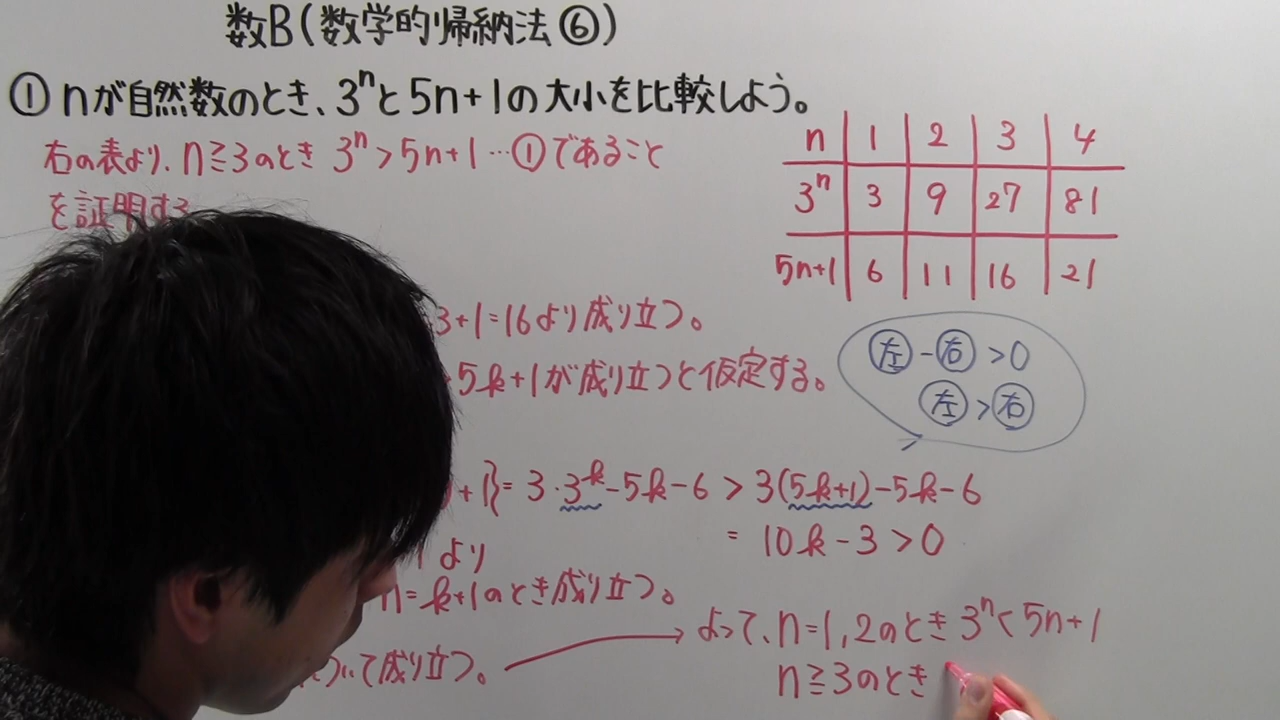 数B(数学的帰納法⑥)
① nが自然数のとき、3^nと5n+1の大小を比較しよう。
右の表より、n≧3のとき 3^n>5n+1…①であること
を証明する
n 1 2 3 4
3^n 3 9 27 81
5n+1 6 11 16 21
3+1=16より成り立つ。
5k+1が成り立つと仮定する。
左-右>0
左>右
+1}=3・3^k-5k-6>3(5k+1)-5k-6
=10k-3>0
より
n=k+1のとき成り立つ。
ついて成り立つ。
よって、n=1,2のとき 3^n<5n+1
n≧3のとき